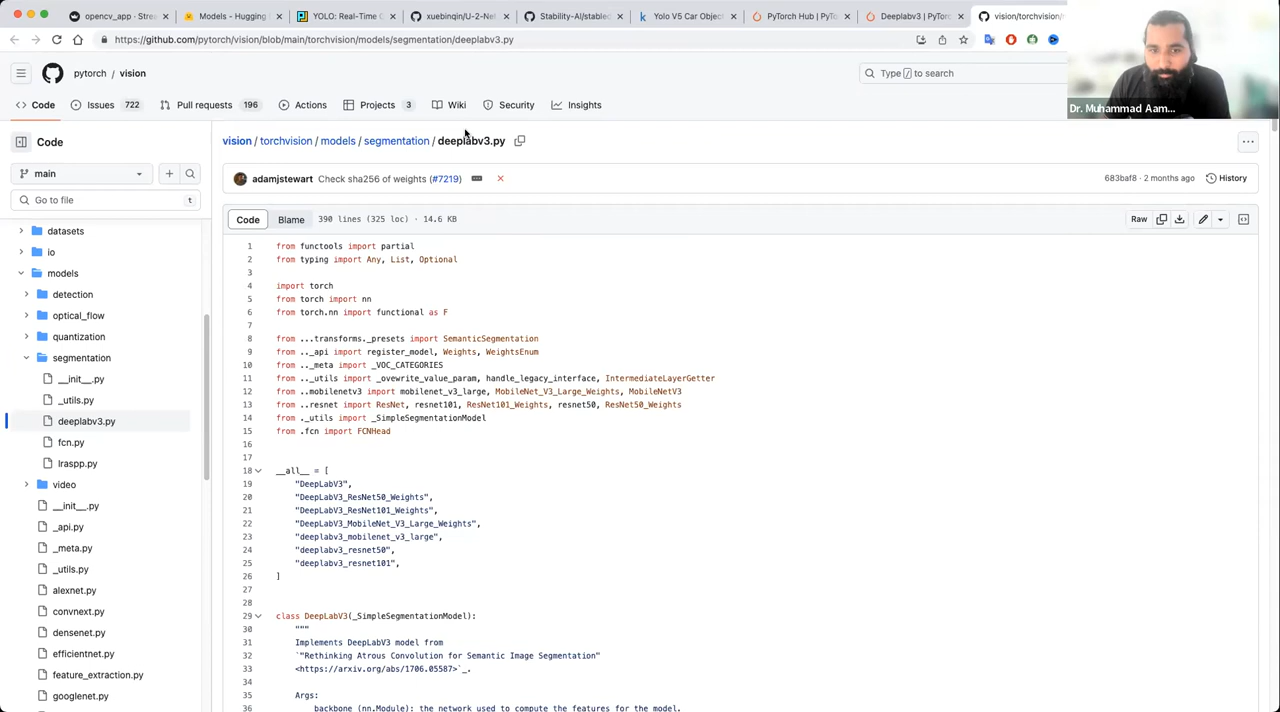 opencv_app · Stre
Models - Hugging
YOLO: Real-Time O
xuebinqin/U-2-Net
Stability-AI/stable
Yolo V5 Car Object
PyTorch Hub | PyTo
Deeplabv3 | PyTorc
vision/torchvision/m
https://github.com/pytorch/vision/blob/main/torchvision/models/segmentation/deeplabv3.py
pytorch / vision
Type / to search
Code
Issues 722
Pull requests 196
Actions
Projects 3
Wiki
Security
Insights
Dr. Muhammad Aam...
Code
vision / torchvision / models / segmentation / deeplabv3.py
main
adamjstewart Check sha256 of weights (#7219)
683baf8 · 2 months ago
History
Go to file
t
Code
Blame
390 lines (325 loc) · 14.6 KB
Raw
datasets
io
models
detection
optical_flow
quantization
segmentation
__init__.py
_utils.py
deeplabv3.py
fcn.py
lraspp.py
video
__init__.py
_api.py
_meta.py
_utils.py
alexnet.py
convnext.py
densenet.py
efficientnet.py
feature_extraction.py
googlenet.py
1 from functools import partial
2 from typing import Any, List, Optional
3
4 import torch
5 from torch import nn
6 from torch.nn import functional as F
7
8 from ...transforms._presets import SemanticSegmentation
9 from .._api import register_model, Weights, WeightsEnum
10 from .._meta import _VOC_CATEGORIES
11 from .._utils import _ovewrite_value_param, handle_legacy_interface, IntermediateLayerGetter
12 from ..mobilenetv3 import mobilenet_v3_large, MobileNet_V3_Large_Weights, MobileNetV3
13 from ..resnet import ResNet, resnet101, ResNet101_Weights, resnet50, ResNet50_Weights
14 from ._utils import _SimpleSegmentationModel
15 from .fcn import FCNHead
16
17
18 __all__ = [
19 "DeepLabV3",
20 "DeepLabV3_ResNet50_Weights",
21 "DeepLabV3_ResNet101_Weights",
22 "DeepLabV3_MobileNet_V3_Large_Weights",
23 "deeplabv3_mobilenet_v3_large",
24 "deeplabv3_resnet50",
25 "deeplabv3_resnet101",
26 ]
27
28
29 class DeepLabV3(_SimpleSegmentationModel):
30 """
31 Implements DeepLabV3 model from
32 `"Rethinking Atrous Convolution for Semantic Image Segmentation"
33 <https://arxiv.org/abs/1706.05587>`_.
34
35 Args:
36 backbone (nn.Module): the network used to compute the features for the model.